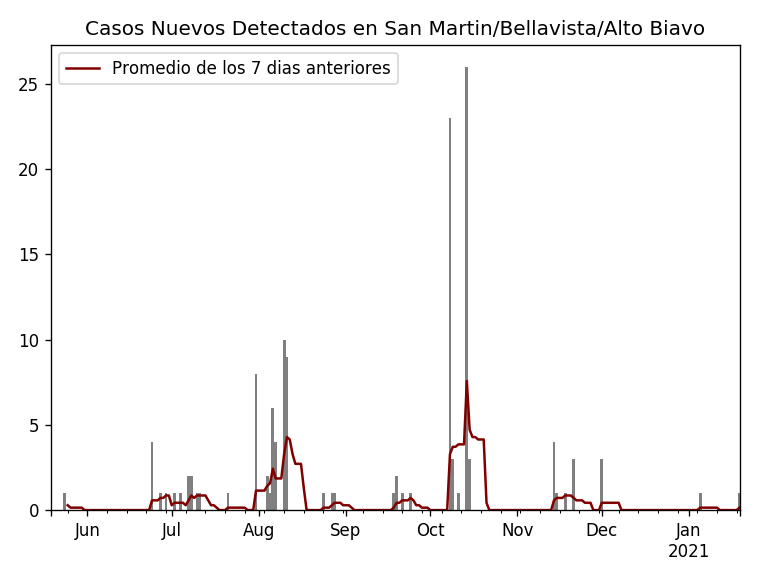 Casos Nuevos Detectados en San Martin/Bellavista/Alto Biavo
Promedio de los 7 dias anteriores
25
20
15
10
5
0
Jun Jul Aug Sep Oct Nov Dec Jan
2021